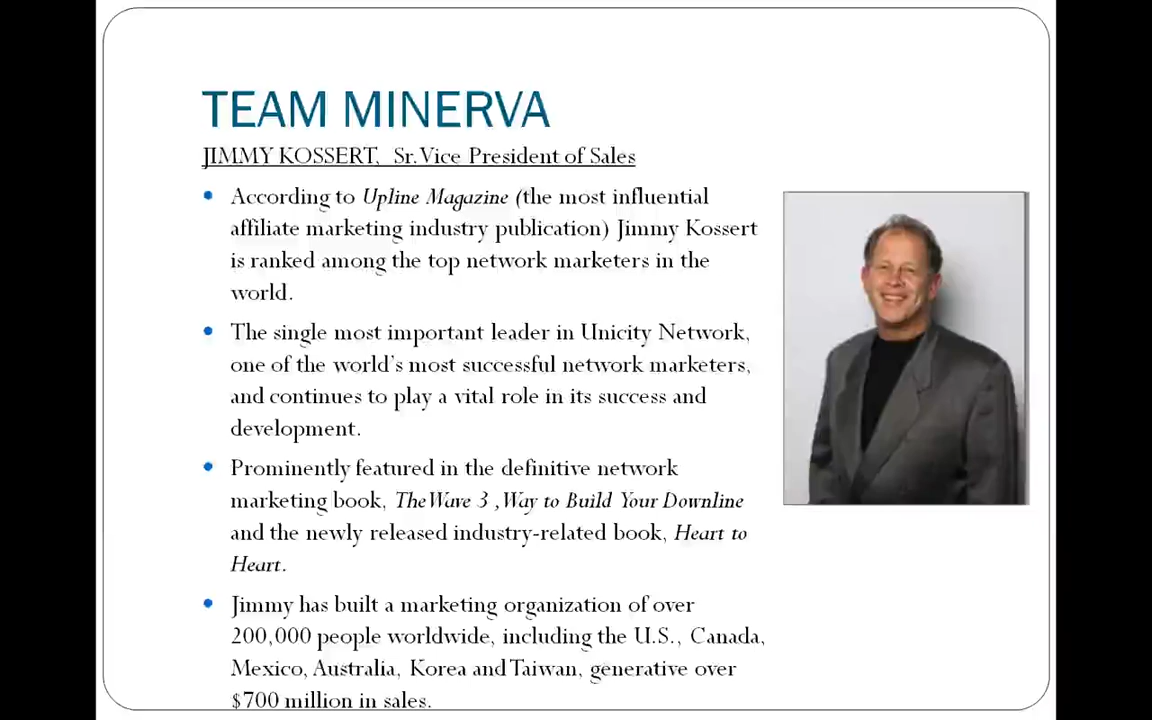 TEAM MINERVA
JIMMY KOSSERT, Sr. Vice President of Sales
• According to Upline Magazine (the most influential
affiliate marketing industry publication) Jimmy Kossert
is ranked among the top network marketers in the
world.
• The single most important leader in Unicity Network,
one of the world's most successful network marketers,
and continues to play a vital role in its success and
development.
• Prominently featured in the definitive network
marketing book, The Wave 3 , Way to Build Your Downline
and the newly released industry-related book, Heart to
Heart.
• Jimmy has built a marketing organization of over
200,000 people worldwide, including the U.S., Canada,
Mexico, Australia, Korea and Taiwan, generative over
$700 million in sales.